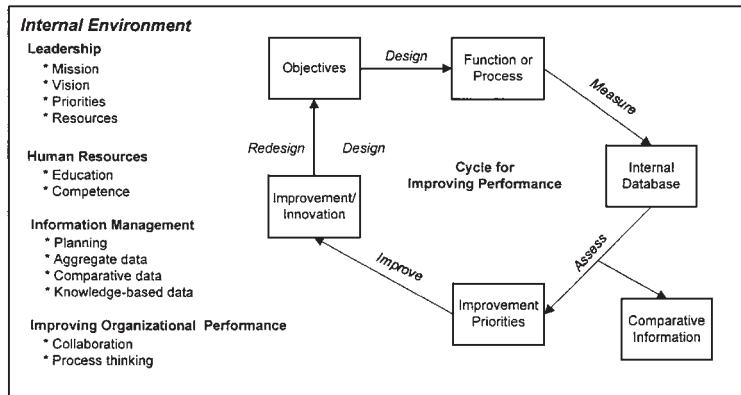 Internal Environment
Leadership
* Mission
* Vision
* Priorities
* Resources
Human Resources
* Education
* Competence
Information Management
* Planning
* Aggregate data
* Comparative data
* Knowledge-based data
Improving Organizational Performance
* Collaboration
* Process thinking
Objectives
Design
Function or
Process
Measure
Internal
Database
Assess
Comparative
Information
Improvement
Priorities
Improve
Improvement/
Innovation
Redesign
Design
Cycle for
Improving Performance